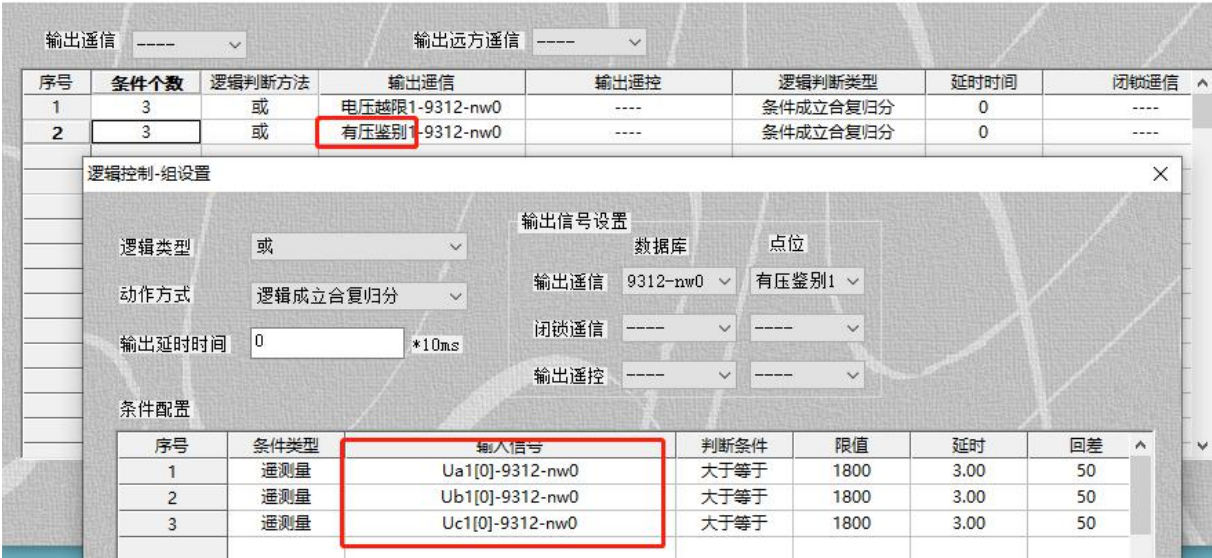 输出遥信 ---- 输出远方遥信 ----
序号 条件个数 逻辑判断方法 输出遥信 输出遥控 逻辑判断类型 延时时间 闭锁遥信
1 3 或 电压越限1-9312-nw0 ---- 条件成立合复归分 0 ----
2 3 或 有压鉴别1-9312-nw0 ---- 条件成立合复归分 0 ----
逻辑控制-组设置
输出信号设置
数据库 点位
逻辑类型 或
输出遥信 9312-nw0 有压鉴别1
动作方式 逻辑成立合复归分
闭锁遥信 ---- ----
输出延时时间 0 *10ms
输出遥控 ---- ----
条件配置
序号 条件类型 输入信号 判断条件 限值 延时 回差
1 遥测量 Ua1[0]-9312-nw0 大于等于 1800 3.00 50
2 遥测量 Ub1[0]-9312-nw0 大于等于 1800 3.00 50
3 遥测量 Uc1[0]-9312-nw0 大于等于 1800 3.00 50